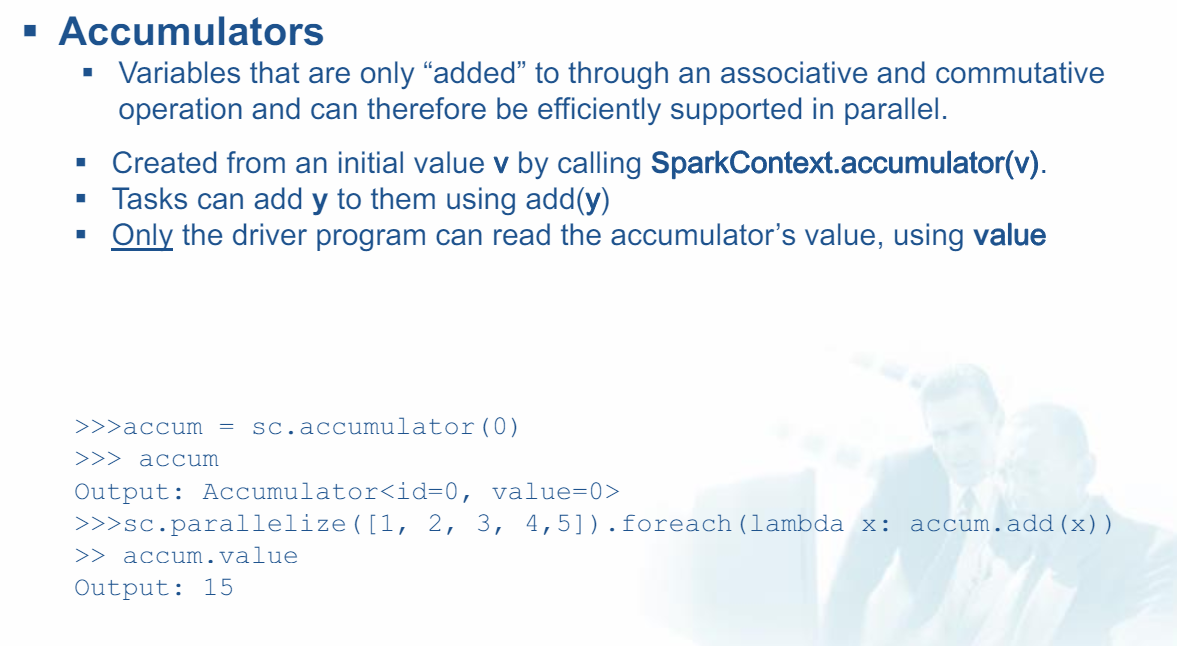 ▪ Accumulators
▪ Variables that are only “added” to through an associative and commutative
operation and can therefore be efficiently supported in parallel.
▪ Created from an initial value v by calling SparkContext.accumulator(v).
▪ Tasks can add y to them using add(y)
▪ Only the driver program can read the accumulator’s value, using value
>>>accum = sc.accumulator(0)
>>> accum
Output: Accumulator<id=0, value=0>
>>>sc.parallelize([1, 2, 3, 4,5]).foreach(lambda x: accum.add(x))
>> accum.value
Output: 15